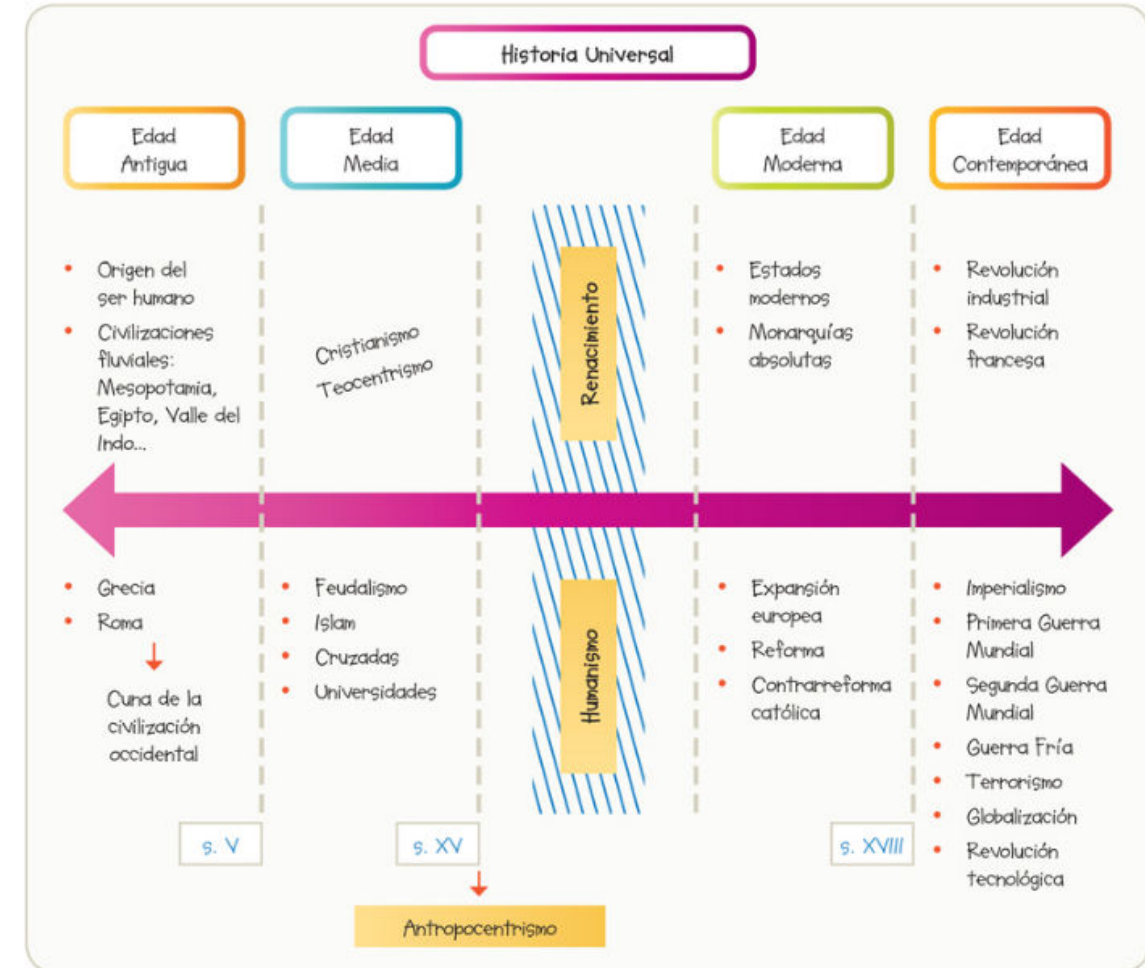 Historia Universal
Edad
Antigua
Edad
Media
Edad
Moderna
Edad
Contemporánea
• Origen del
ser humano
• Civilizaciones
fluviales:
Mesopotamia,
Egipto, Valle del
Indo...
Cristianismo
Teocentrismo
Renacimiento
• Estados
modernos
• Monarquías
absolutas
• Revolución
industrial
• Revolución
francesa
• Grecia
• Roma
Cuna de la
civilización
occidental
• Feudalismo
• Islam
• Cruzadas
• Universidades
Humanismo
• Expansión
europea
• Reforma
• Contrarreforma
católica
• Imperialismo
• Primera Guerra
Mundial
• Segunda Guerra
Mundial
• Guerra Fría
• Terrorismo
• Globalización
• Revolución
tecnológica
s. V
s. XV
s. XVIII
Antropocentrismo